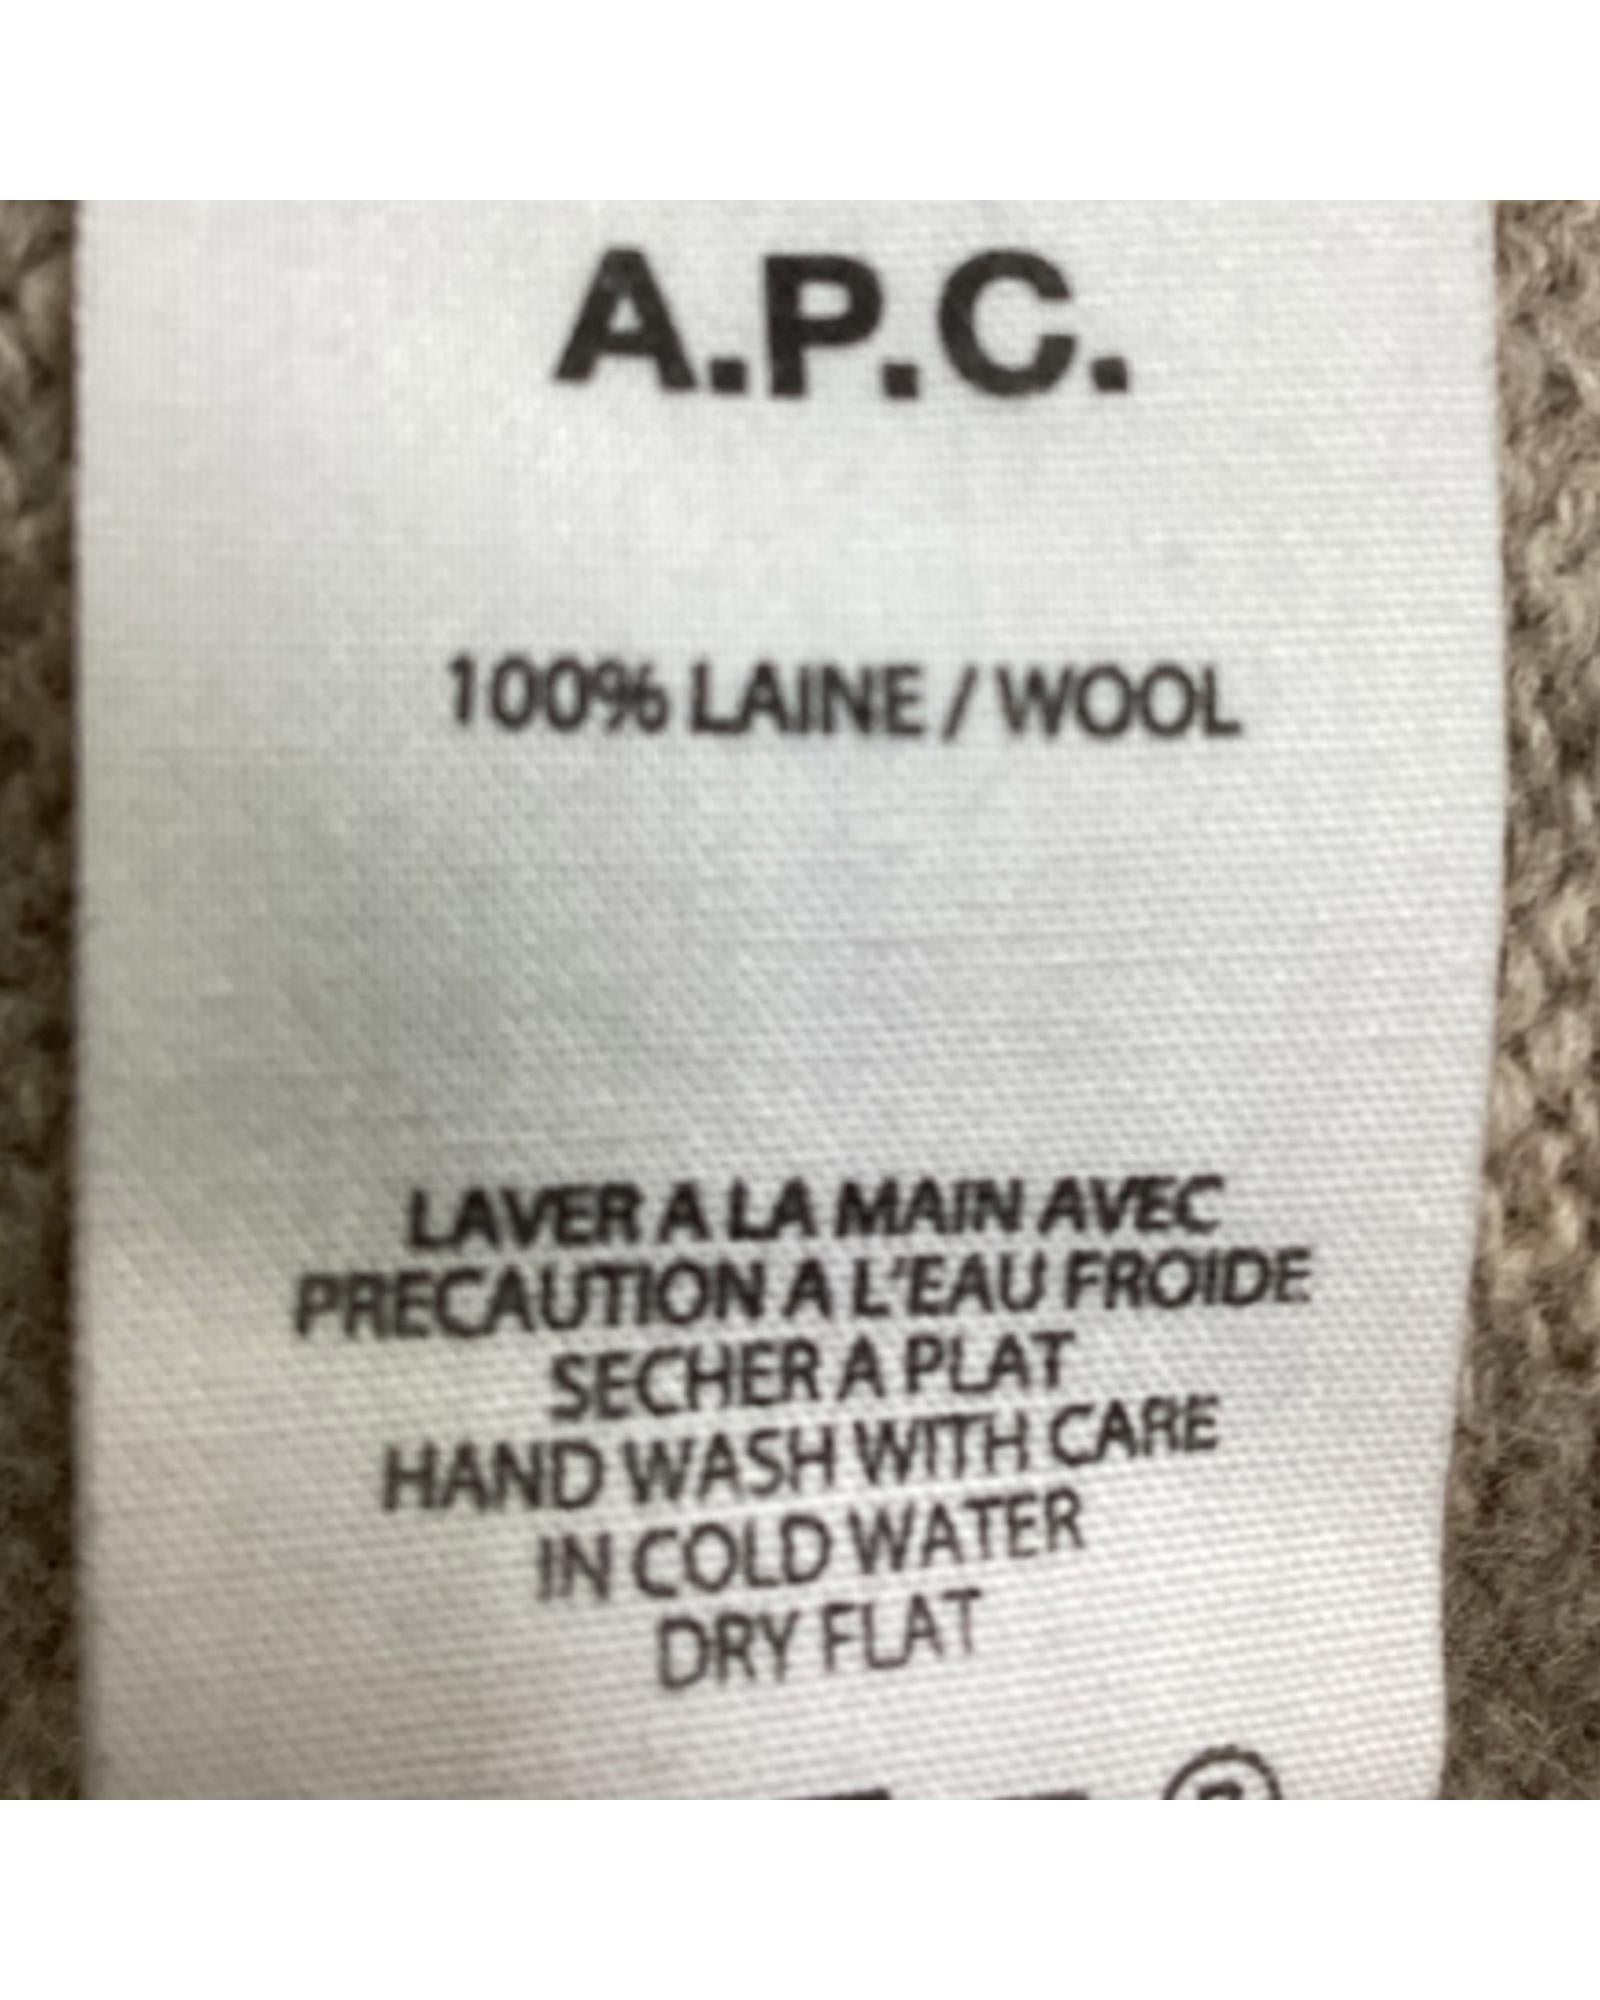 A.P.C.
100% LAINE / WOOL
LAVER A LA MAIN AVEC
PRECAUTION A L'EAU FROIDE
SECHER A PLAT
HAND WASH WITH CARE
IN COLD WATER
DRY FLAT